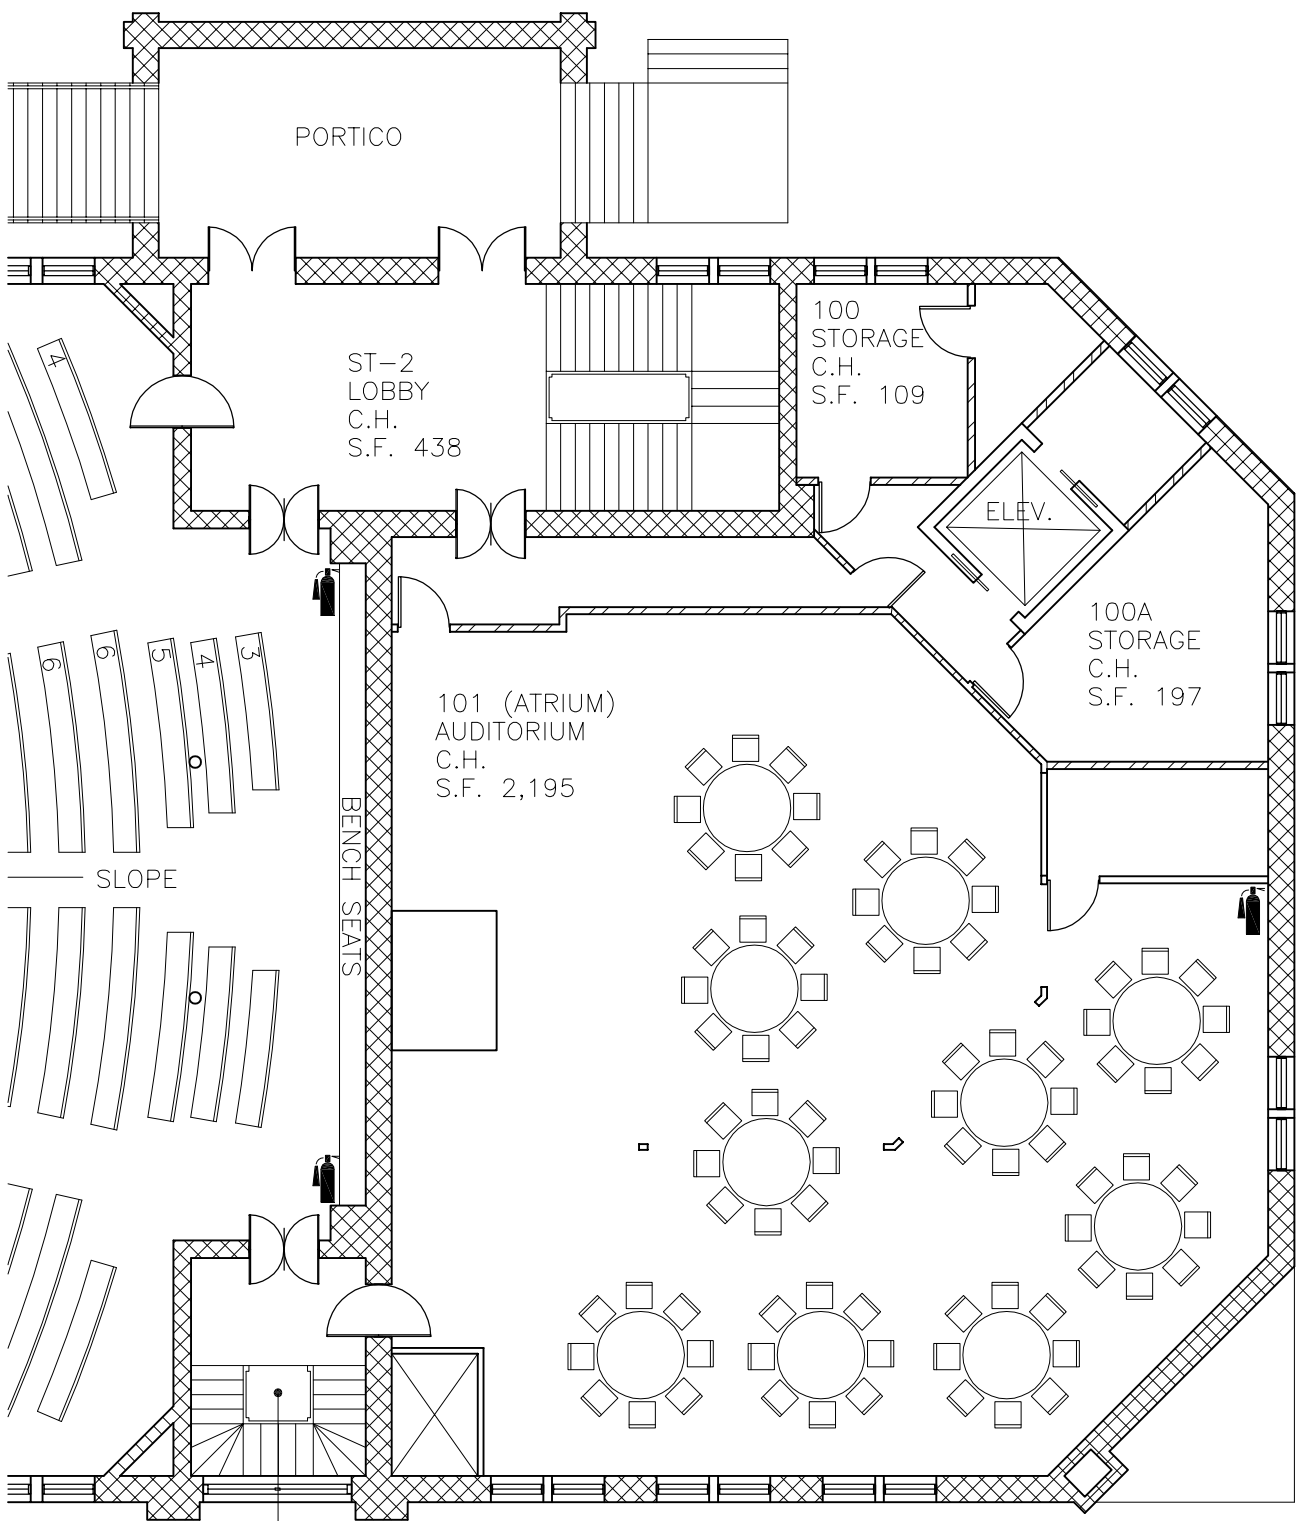 PORTICO
100
STORAGE
C.H.
S.F. 109
ST-2
LOBBY
C.H.
S.F. 438
4
ELEV.
100A
STORAGE
C.H.
S.F. 197
6
6
5
4
3
101 (ATRIUM)
AUDITORIUM
C.H.
S.F. 2,195
BENCH SEATS
SLOPE